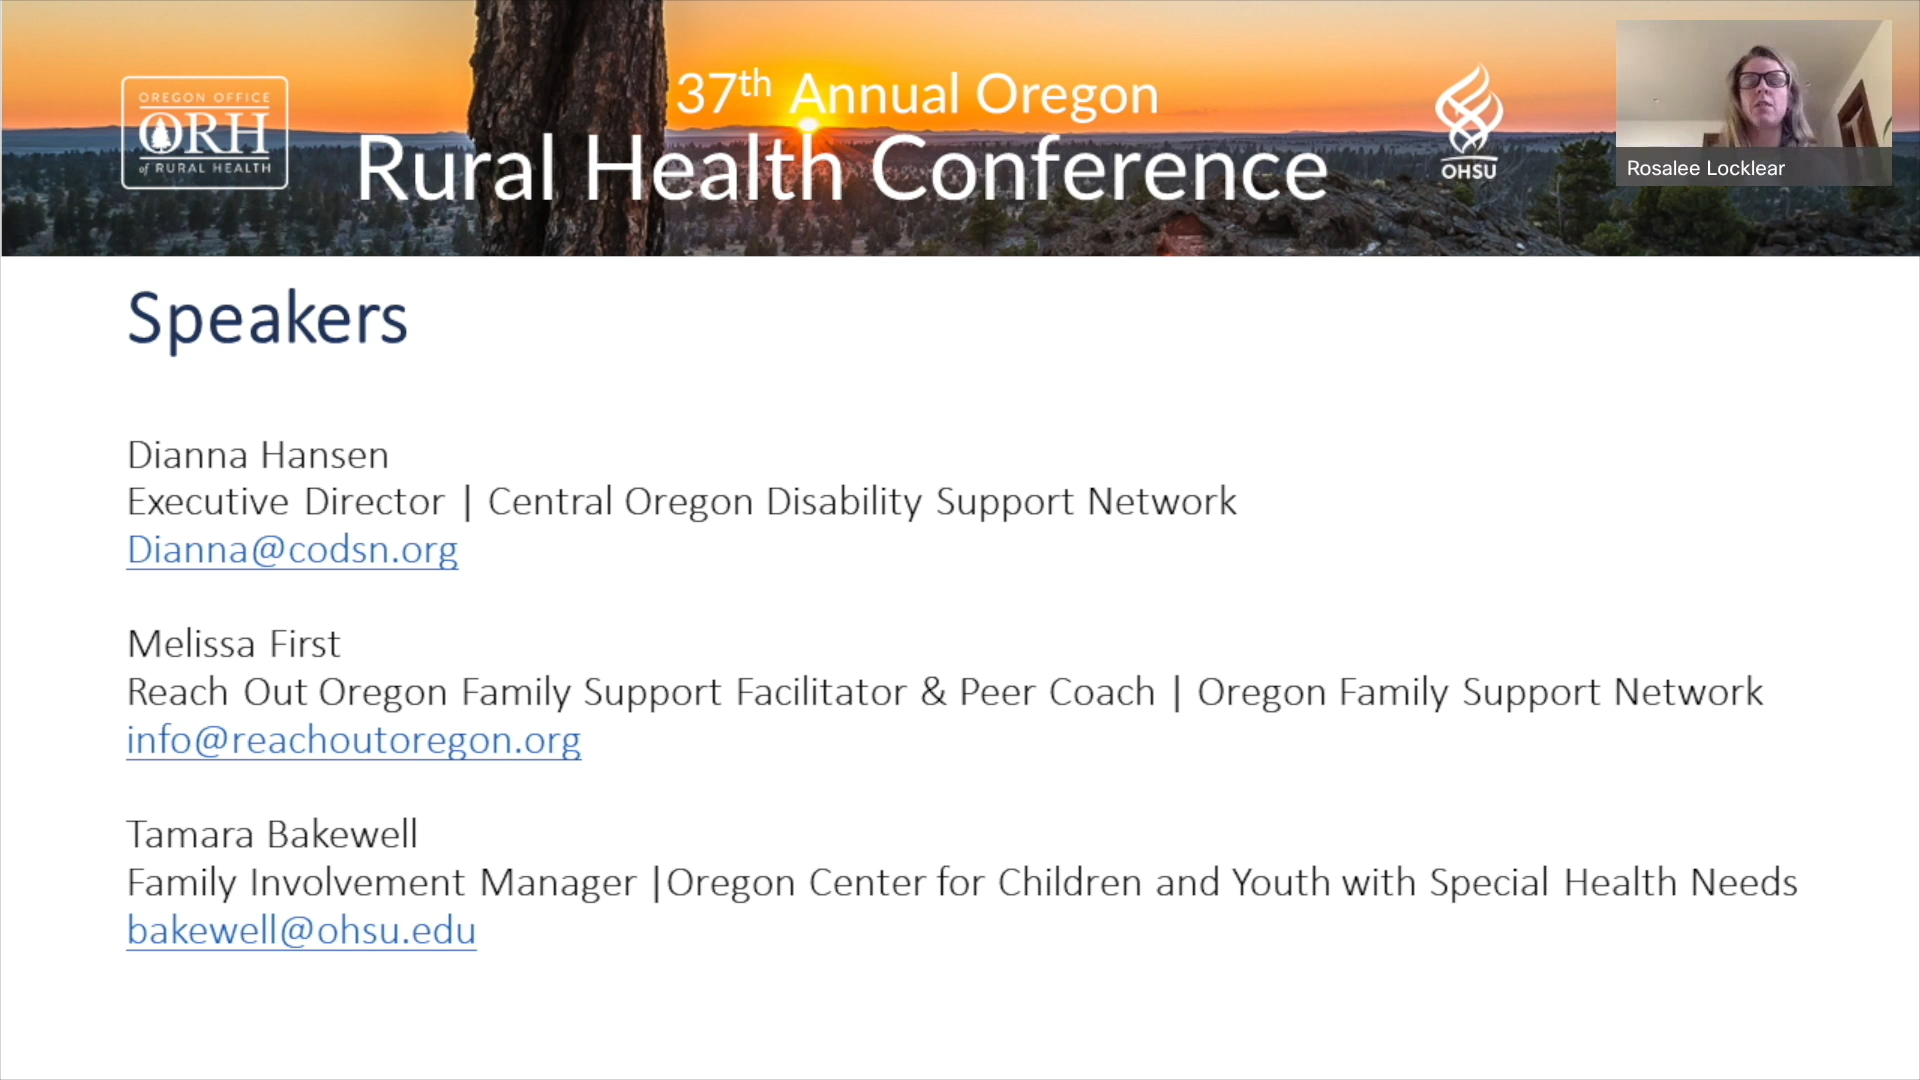 OREGON OFFICE
ORH
of RURAL HEALTH
37th Annual Oregon
Rural Health Conference
OHSU
Rosalee Locklear
Speakers
Dianna Hansen
Executive Director | Central Oregon Disability Support Network
Dianna@codsn.org
Melissa First
Reach Out Oregon Family Support Facilitator & Peer Coach | Oregon Family Support Network
info@reachoutoregon.org
Tamara Bakewell
Family Involvement Manager |Oregon Center for Children and Youth with Special Health Needs
bakewell@ohsu.edu